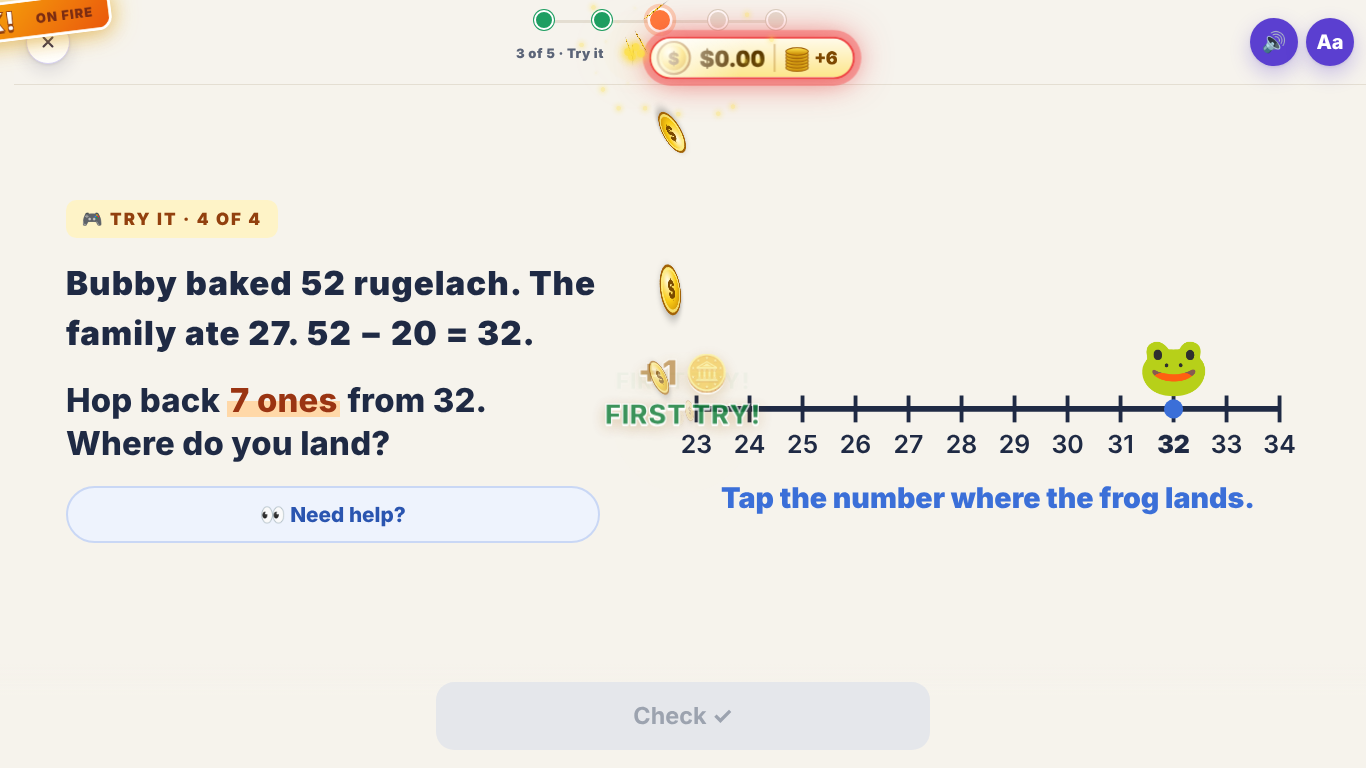 ON FIRE
3 of 5 · Try it
$0.00
+6
Aa
TRY IT · 4 OF 4
Bubby baked 52 rugelach. The
family ate 27. 52 − 20 = 32.
Hop back 7 ones from 32.
Where do you land?
Need help?
+1
FIRST TRY!
23 24 25 26 27 28 29 30 31 32 33 34
Tap the number where the frog lands.
Check ✓